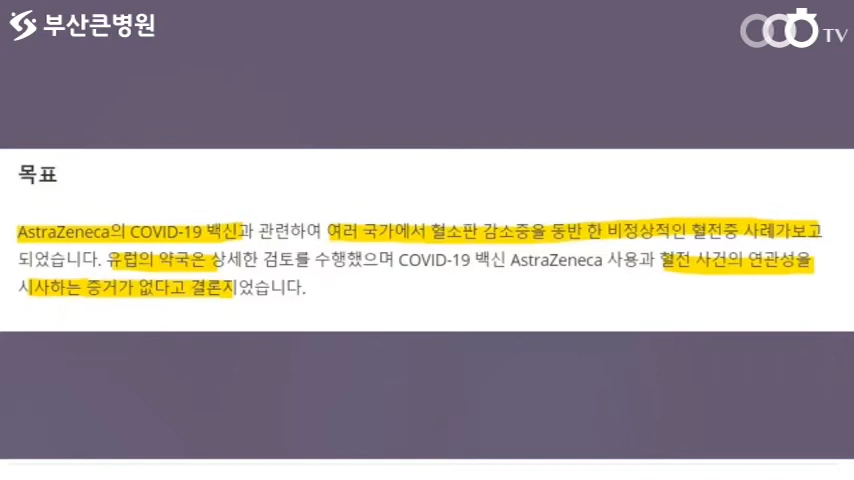 부산큰병원
TV
목표
AstraZeneca의 COVID-19 백신과 관련하여 여러 국가에서 혈소판 감소증을 동반 한 비정상적인 혈전증 사례가보고
되었습니다. 유럽의 약국은 상세한 검토를 수행했으며 COVID-19 백신 AstraZeneca 사용과 혈전 사건의 연관성을
시사하는 증거가 없다고 결론지었습니다.